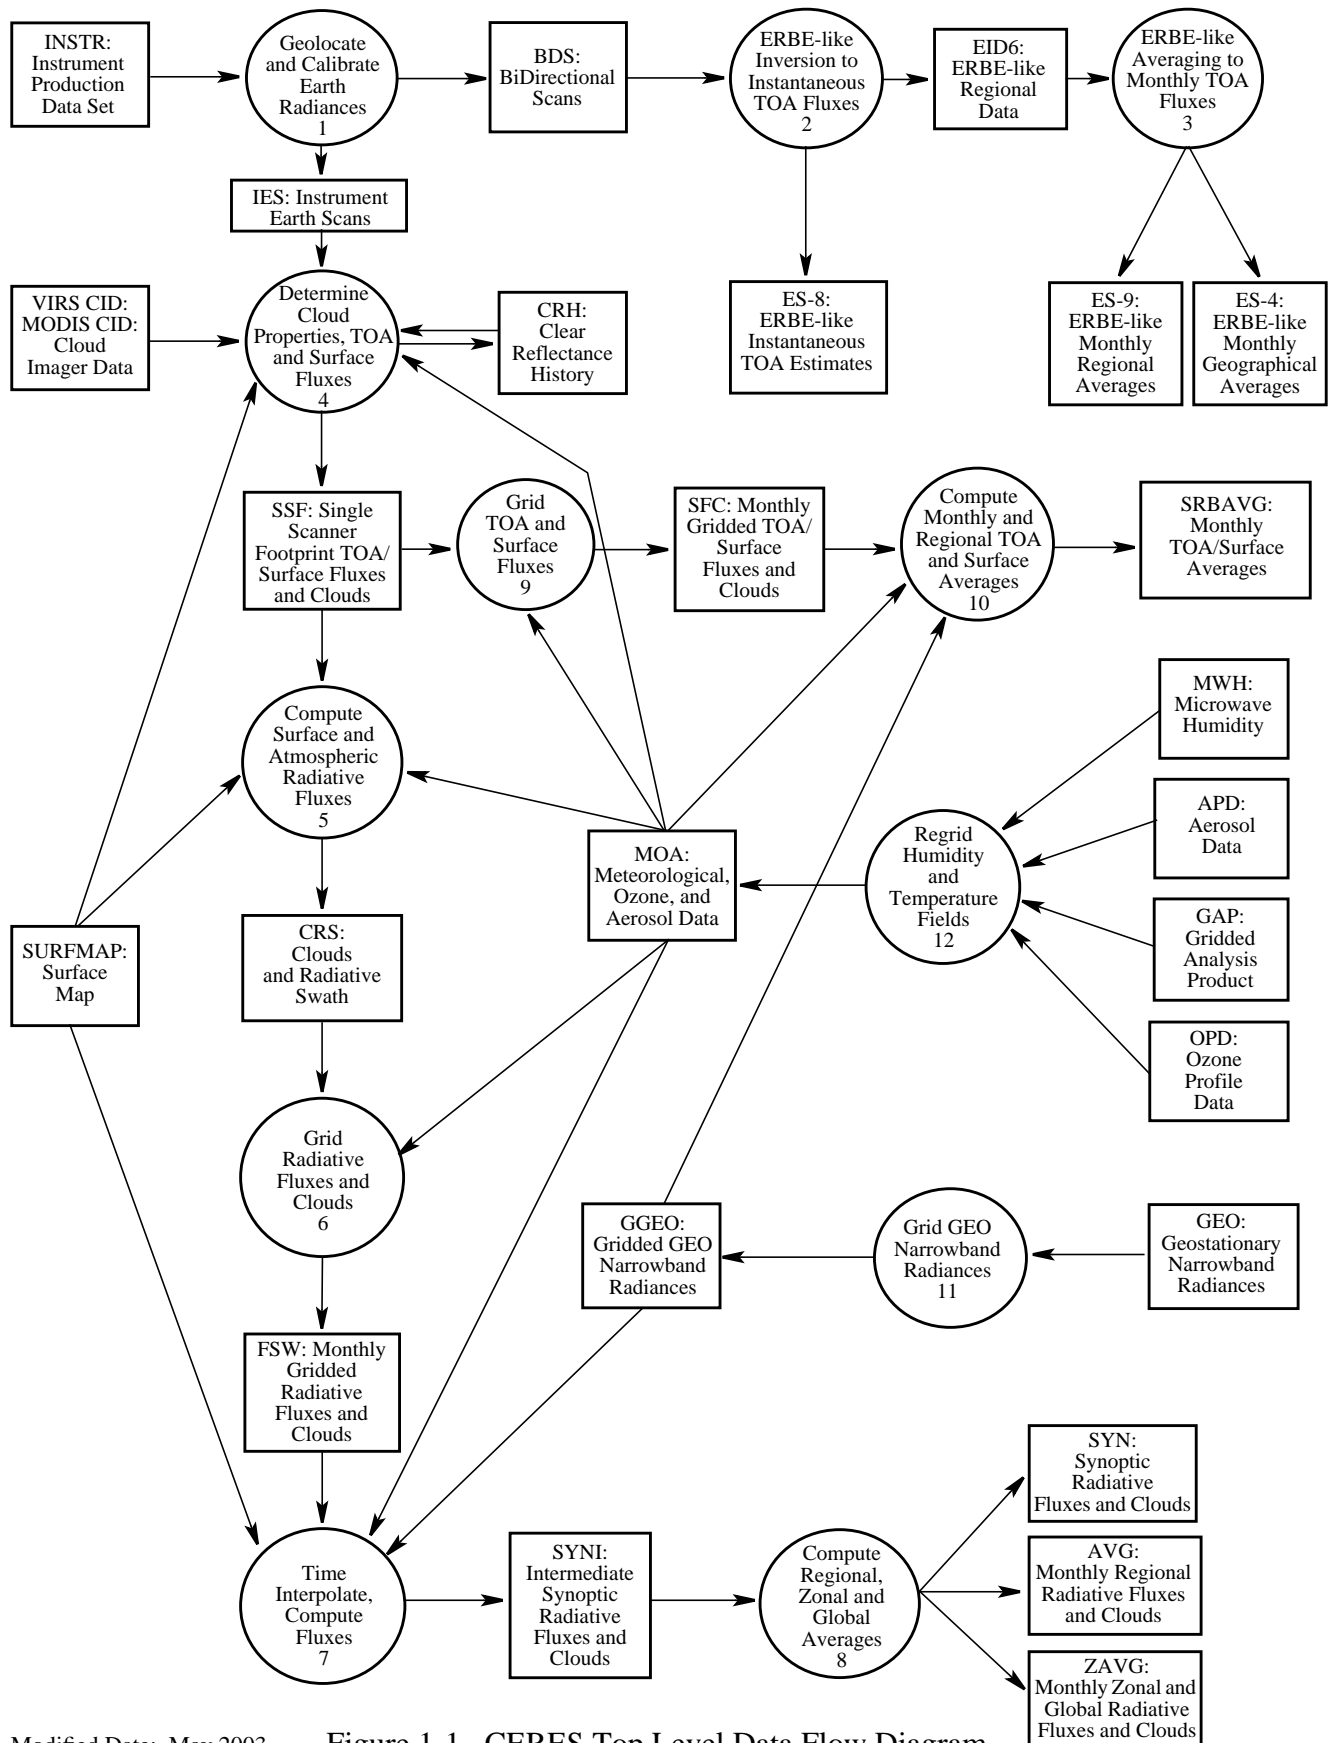 INSTR:
Instrument
Production
Data Set
Geolocate
and Calibrate
Earth
Radiances
1
BDS:
BiDirectional
Scans
ERBE-like
Inversion to
Instantaneous
TOA Fluxes
2
EID6:
ERBE-like
Regional
Data
ERBE-like
Averaging to
Monthly TOA
Fluxes
3
IES: Instrument
Earth Scans
VIRS CID:
MODIS CID:
Cloud
Imager Data
Determine
Cloud
Properties, TOA
and Surface
Fluxes
4
CRH:
Clear
Reflectance
History
ES-8:
ERBE-like
Instantaneous
TOA Estimates
ES-9:
ERBE-like
Monthly
Regional
Averages
ES-4:
ERBE-like
Monthly
Geographical
Averages
SSF: Single
Scanner
Footprint TOA/
Surface Fluxes
and Clouds
Grid
TOA and
Surface
Fluxes
9
SFC: Monthly
Gridded TOA/
Surface
Fluxes and
Clouds
Compute
Monthly and
Regional TOA
and Surface
Averages
10
SRBAVG:
Monthly
TOA/Surface
Averages
Compute
Surface and
Atmospheric
Radiative
Fluxes
5
MWH:
Microwave
Humidity
APD:
Aerosol
Data
MOA:
Meteorological,
Ozone, and
Aerosol Data
Regrid
Humidity
and
Temperature
Fields
12
GAP:
Gridded
Analysis
Product
SURFMAP:
Surface
Map
CRS:
Clouds
and Radiative
Swath
OPD:
Ozone
Profile
Data
Grid
Radiative
Fluxes and
Clouds
6
GGEO:
Gridded GEO
Narrowband
Radiances
Grid GEO
Narrowband
Radiances
11
GEO:
Geostationary
Narrowband
Radiances
FSW: Monthly
Gridded
Radiative
Fluxes and
Clouds
Time
Interpolate,
Compute
Fluxes
7
SYNI:
Intermediate
Synoptic
Radiative
Fluxes and
Clouds
Compute
Regional,
Zonal and
Global
Averages
8
SYN:
Synoptic
Radiative
Fluxes and Clouds
AVG:
Monthly Regional
Radiative Fluxes
and Clouds
ZAVG:
Monthly Zonal and
Global Radiative
Fluxes and Clouds
Modified Date: May 2003
Figure 1-1. CERES Top Level Data Flow Diagram